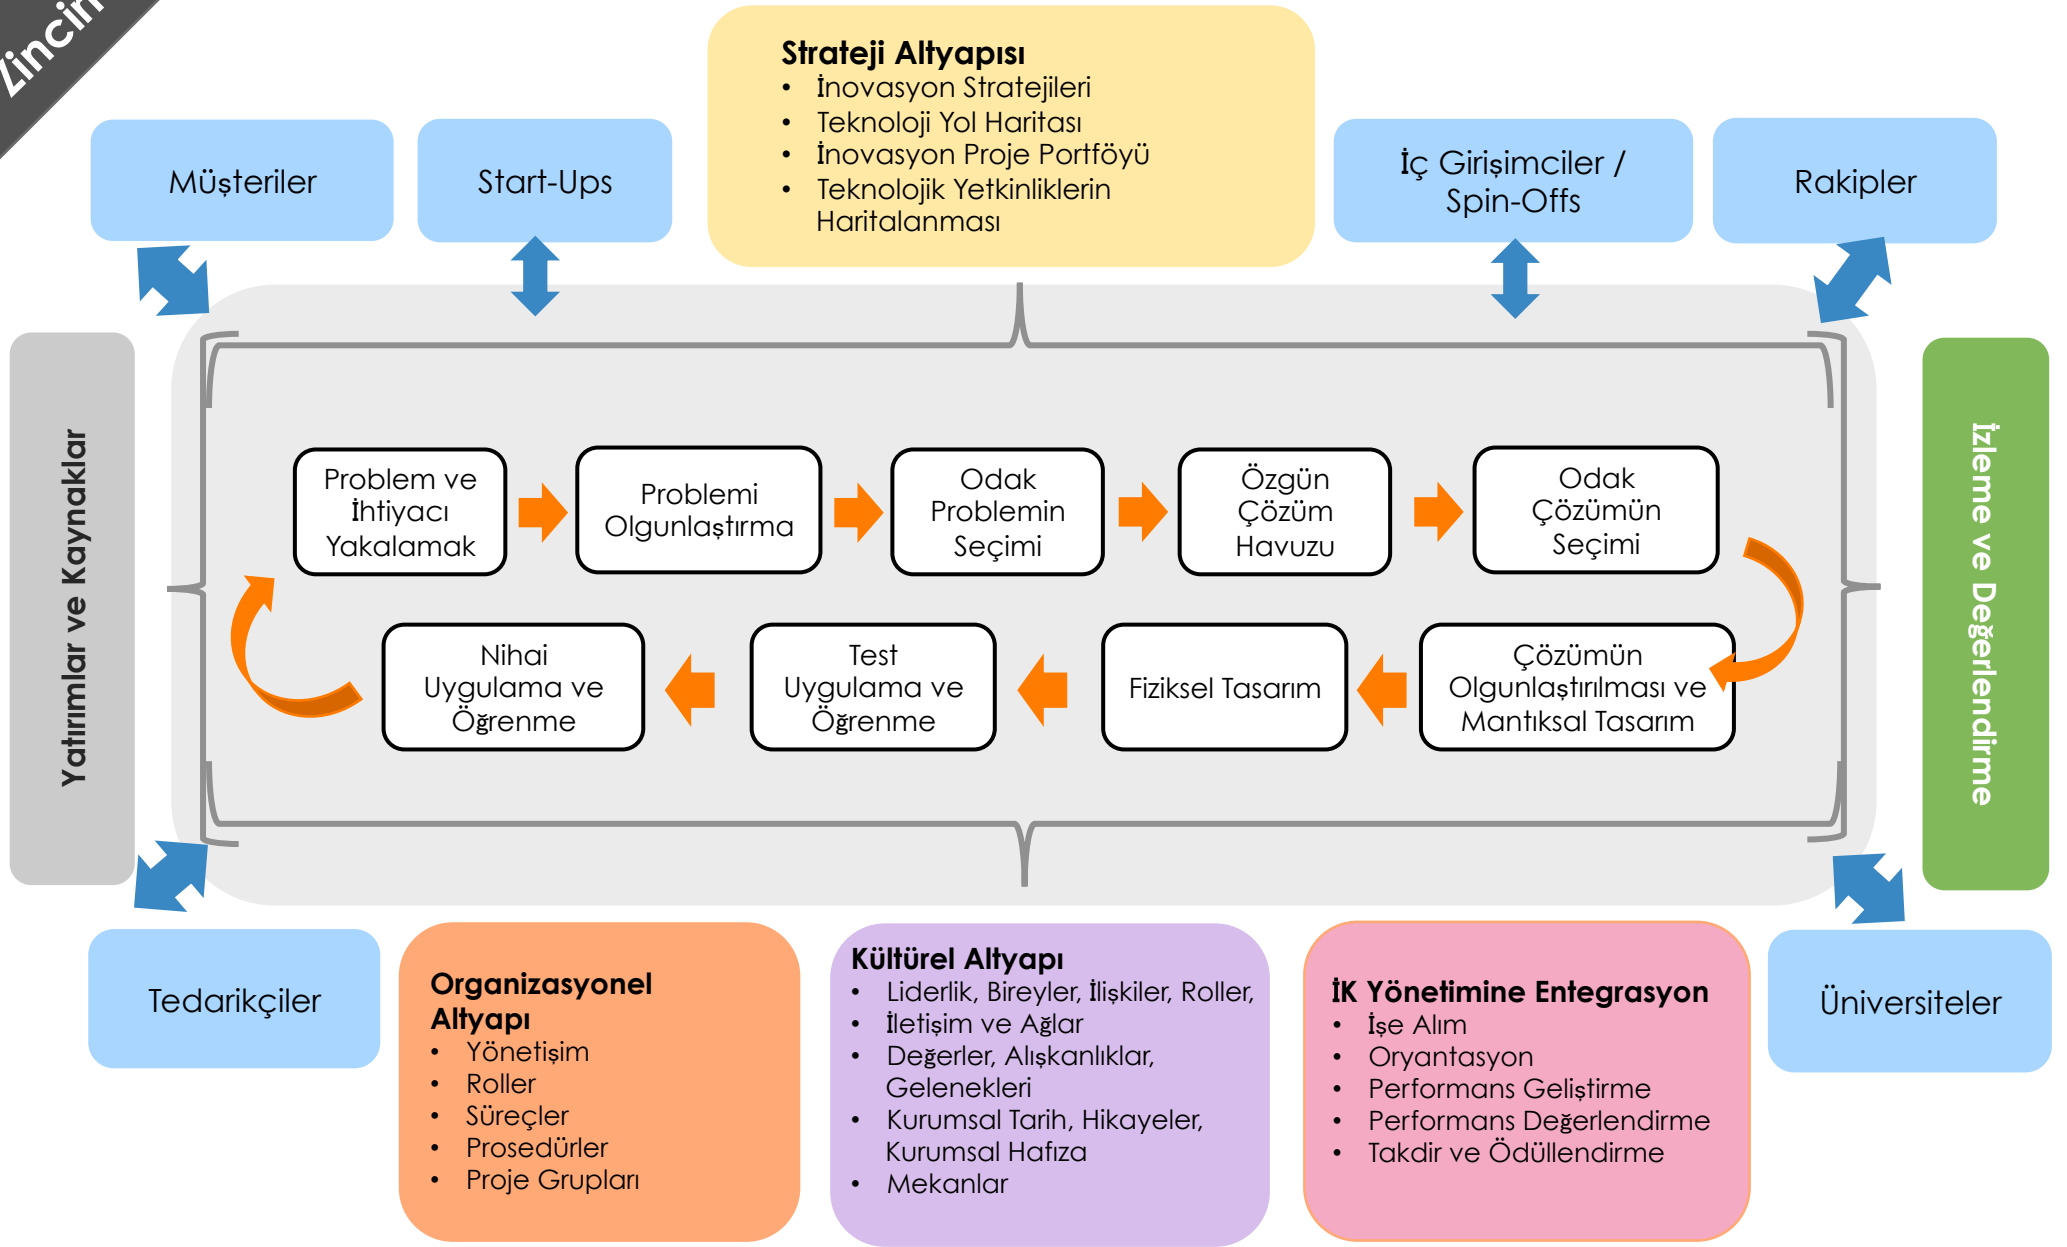 Strateji Altyapısı
• İnovasyon Stratejileri
• Teknoloji Yol Haritası
• İnovasyon Proje Portföyü
• Teknolojik Yetkinliklerin
Haritalanması
Müşteriler
Start-Ups
İç Girişimciler /
Spin-Offs
Rakipler
Yatırımlar ve Kaynaklar
Problem ve
İhtiyacı
Yakalamak
Problemi
Olgunlaştırma
Odak
Problemin
Seçimi
Özgün
Çözüm
Havuzu
Odak
Çözümün
Seçimi
Çözümün
Olgunlaştırılması ve
Mantıksal Tasarım
Fiziksel Tasarım
Test
Uygulama ve
Öğrenme
Nihai
Uygulama ve
Öğrenme
İzleme ve Değerlendirme
Tedarikçiler
Organizasyonel
Altyapı
• Yönetişim
• Roller
• Süreçler
• Prosedürler
• Proje Grupları
Kültürel Altyapı
• Liderlik, Bireyler, İlişkiler, Roller,
• İletişim ve Ağlar
• Değerler, Alışkanlıklar,
Gelenekleri
• Kurumsal Tarih, Hikayeler,
Kurumsal Hafıza
• Mekanlar
İK Yönetimine Entegrasyon
• İşe Alım
• Oryantasyon
• Performans Geliştirme
• Performans Değerlendirme
• Takdir ve Ödüllendirme
Üniversiteler